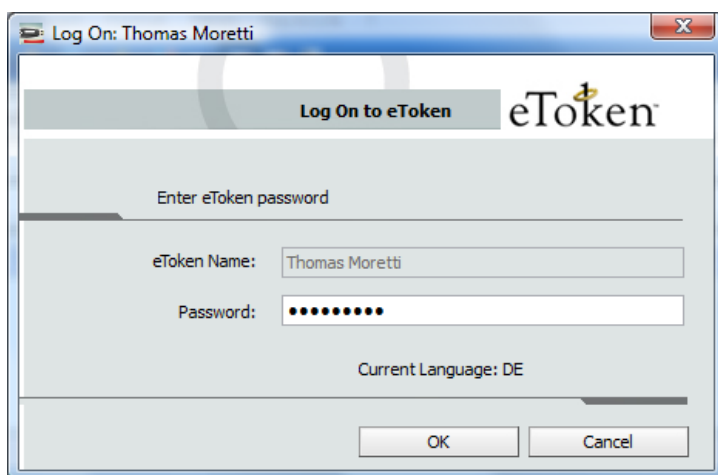 Log On: Thomas Moretti
Log On to eToken
eToken™
Enter eToken password
eToken Name: Thomas Moretti
Password: •••••••••
Current Language: DE
OK Cancel